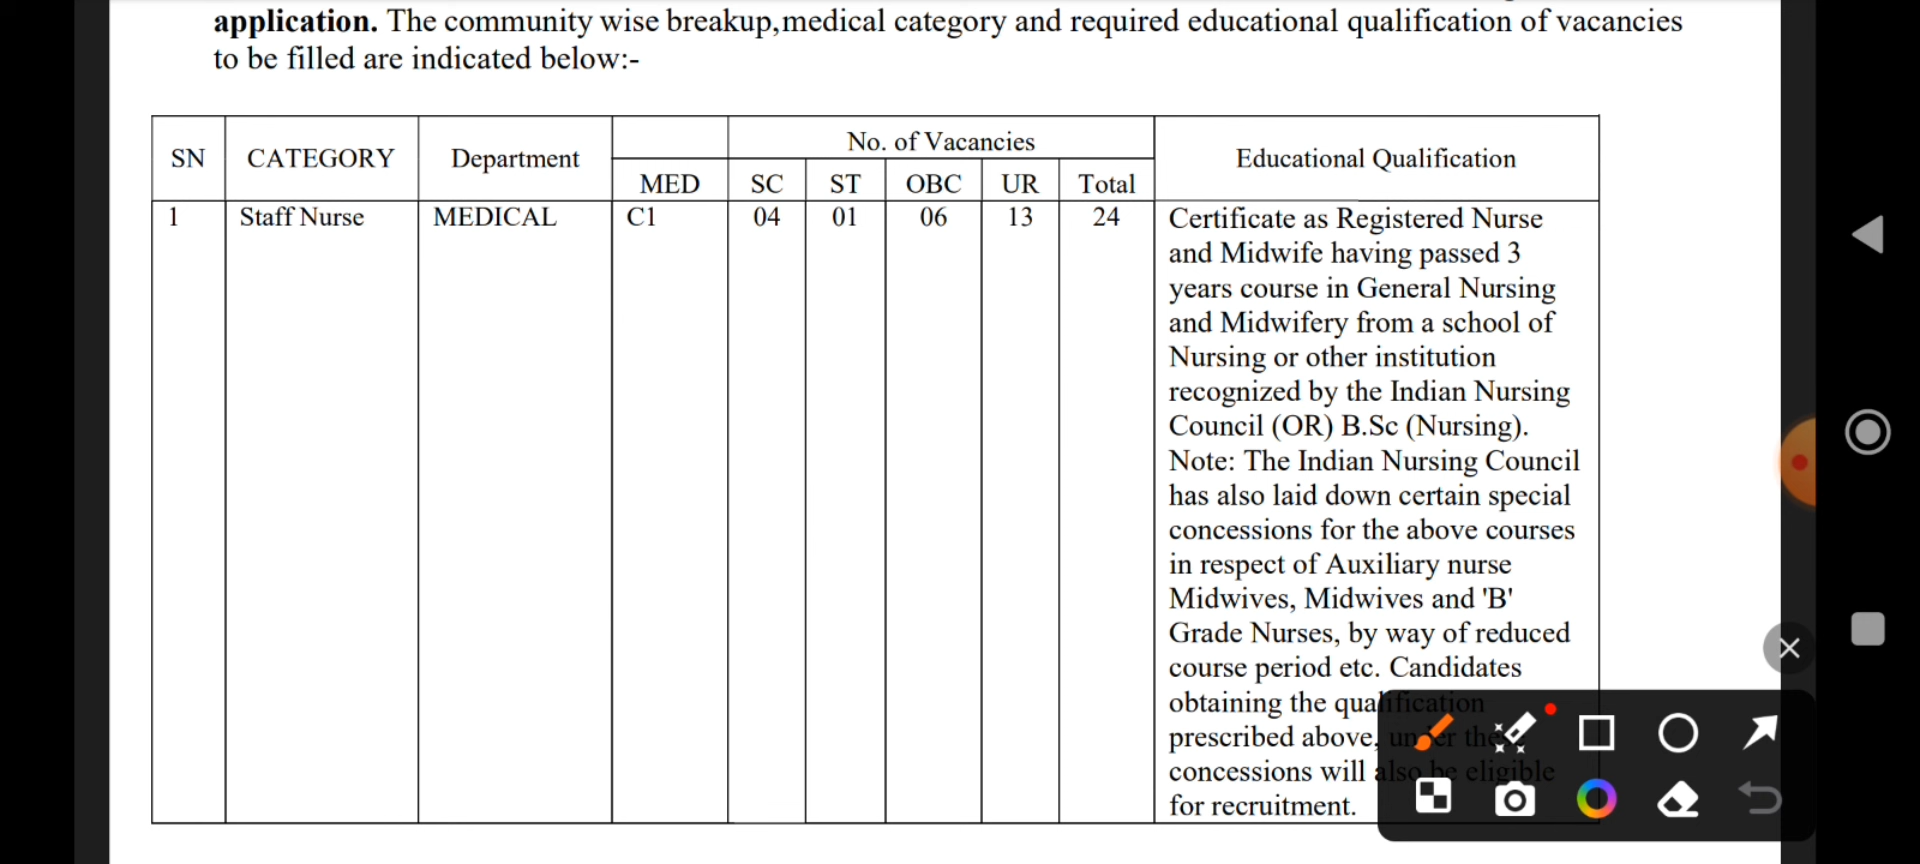 application. The community wise breakup,medical category and required educational qualification of vacancies
to be filled are indicated below:-
SN CATEGORY Department No. of Vacancies Educational Qualification
MED SC ST OBC UR Total
1 Staff Nurse MEDICAL C1 04 01 06 13 24 Certificate as Registered Nurse
and Midwife having passed 3
years course in General Nursing
and Midwifery from a school of
Nursing or other institution
recognized by the Indian Nursing
Council (OR) B.Sc (Nursing).
Note: The Indian Nursing Council
has also laid down certain special
concessions for the above courses
in respect of Auxiliary nurse
Midwives, Midwives and 'B'
Grade Nurses, by way of reduced
course period etc. Candidates
obtaining the qualification
prescribed above, under these
concessions will also be eligible
for recruitment.